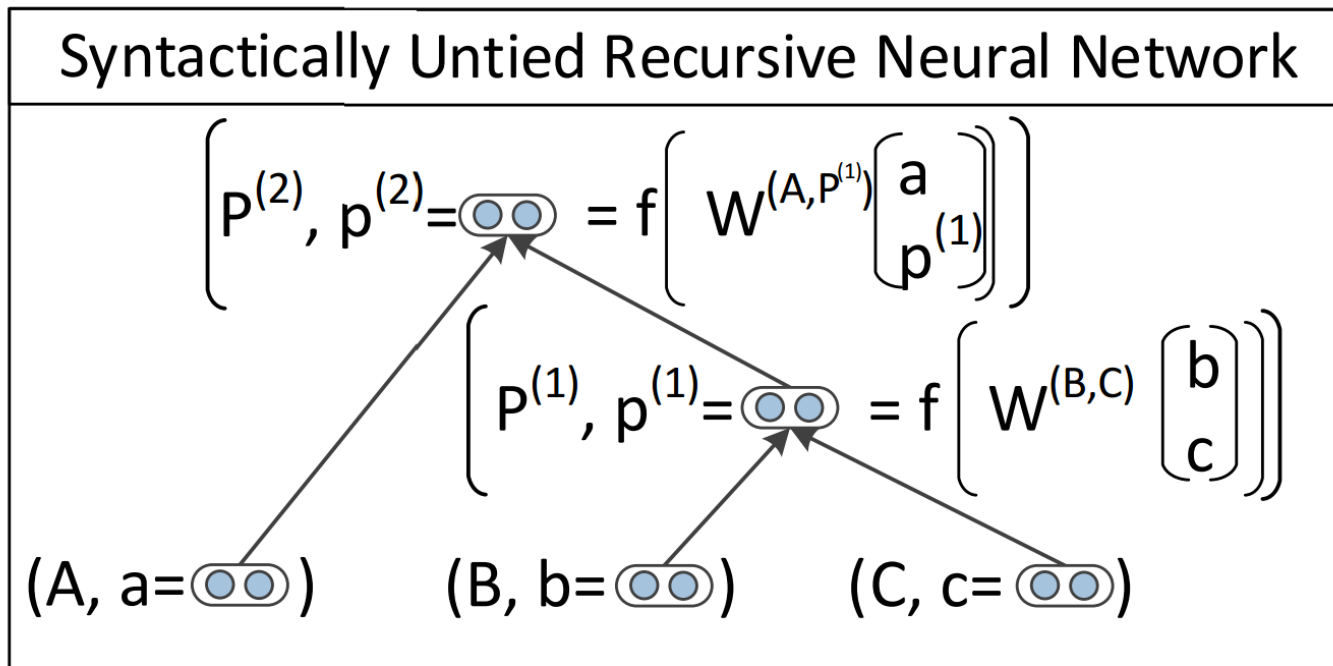 Syntactically Untied Recursive Neural Network
(P^(2), p^(2)= = f(W^(A,P^(1))(a p^(1))))
(P^(1), p^(1)= = f(W^(B,C) (b c)))
(A, a= ) (B, b= ) (C, c= )